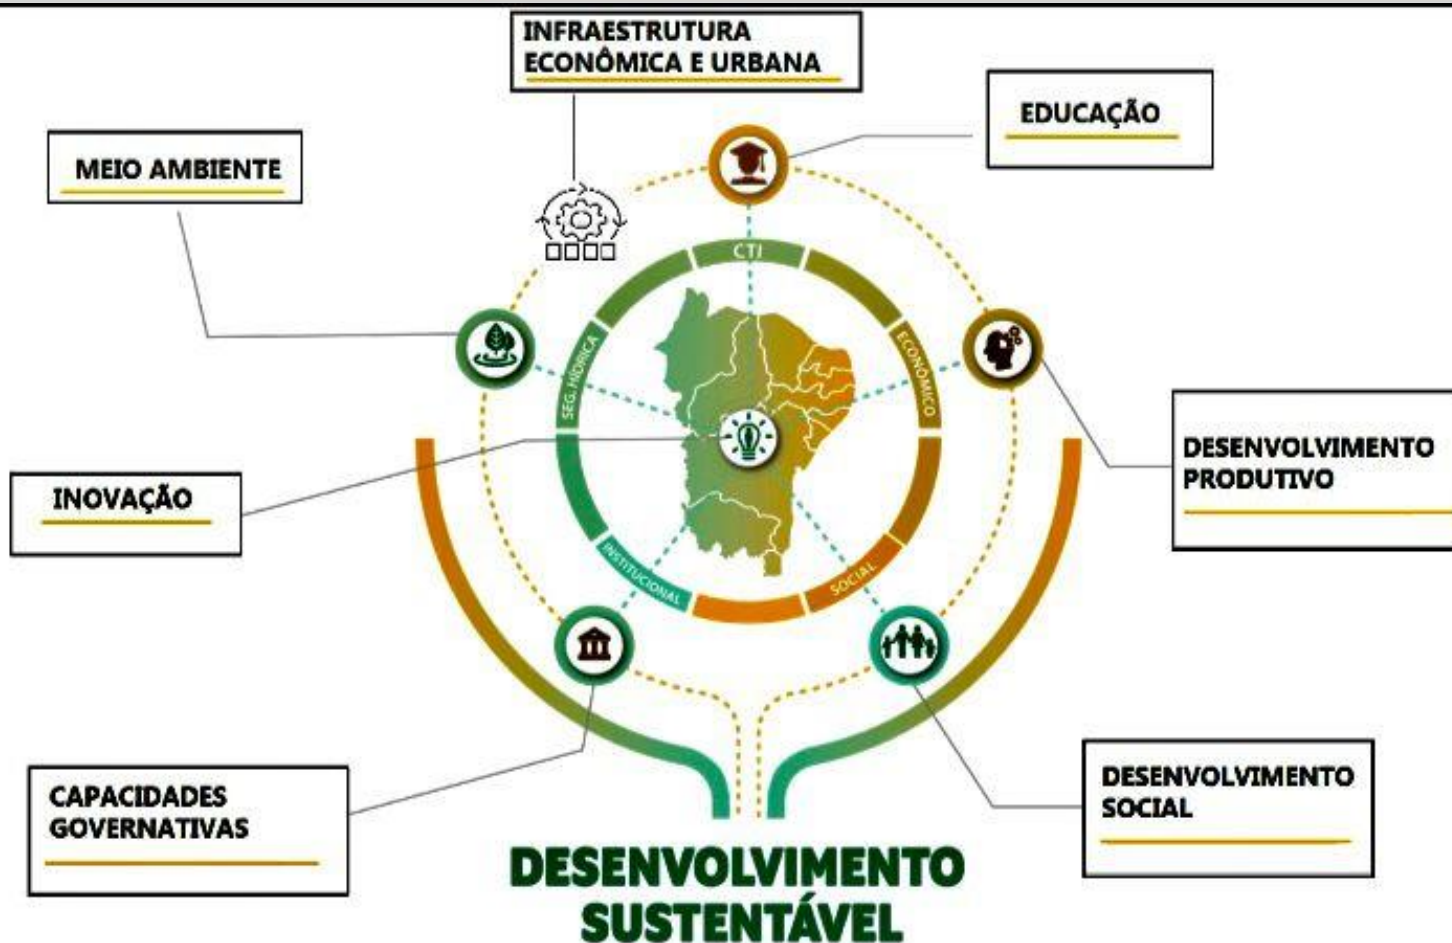 INFRAESTRUTURA
ECONÔMICA E URBANA
EDUCAÇÃO
MEIO AMBIENTE
CTI
SEG. HÍDRICA
ECONÔMICO
DESENVOLVIMENTO
PRODUTIVO
INOVAÇÃO
INSTITUCIONAL
SOCIAL
CAPACIDADES
GOVERNATIVAS
DESENVOLVIMENTO
SOCIAL
DESENVOLVIMENTO
SUSTENTÁVEL